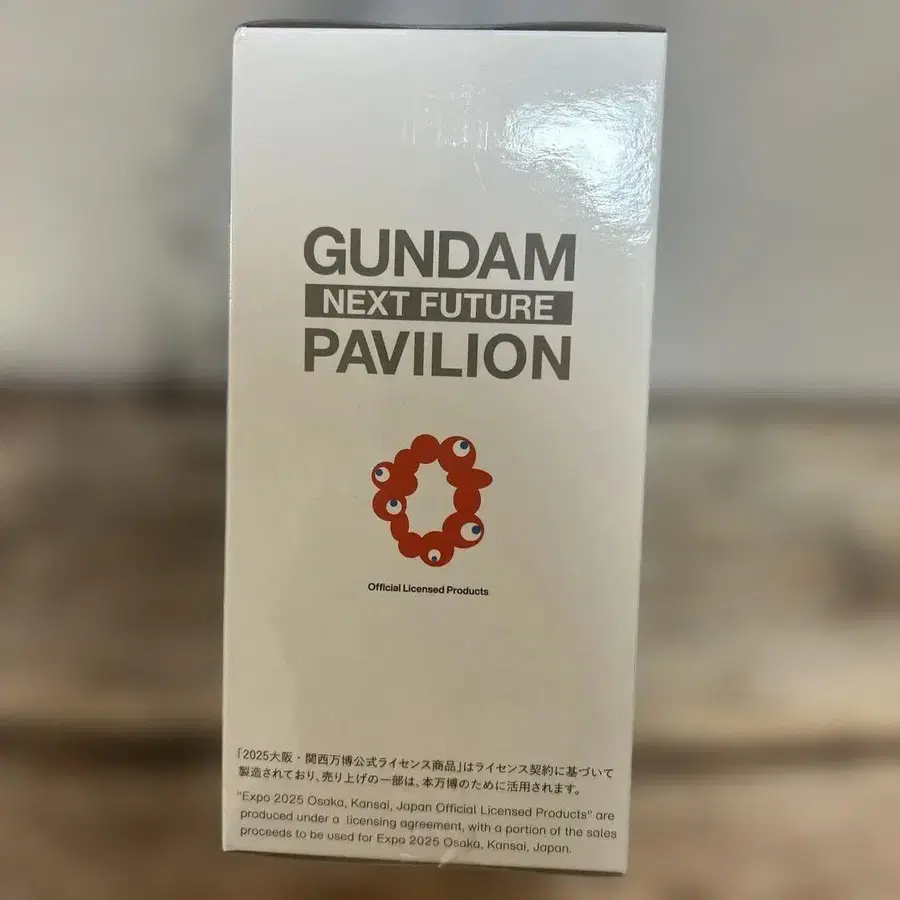 GUNDAM
NEXT FUTURE
PAVILION
Official Licensed Products
「2025大阪・関西万博公式ライセンス商品」はライセンス契約に基づいて
製造されており、売り上げの一部は、本万博のために活用されます。
"Expo 2025 Osaka, Kansai, Japan Official Licensed Products" are
produced under a licensing agreement, with a portion of the sales
proceeds to be used for Expo 2025 Osaka, Kansai, Japan.